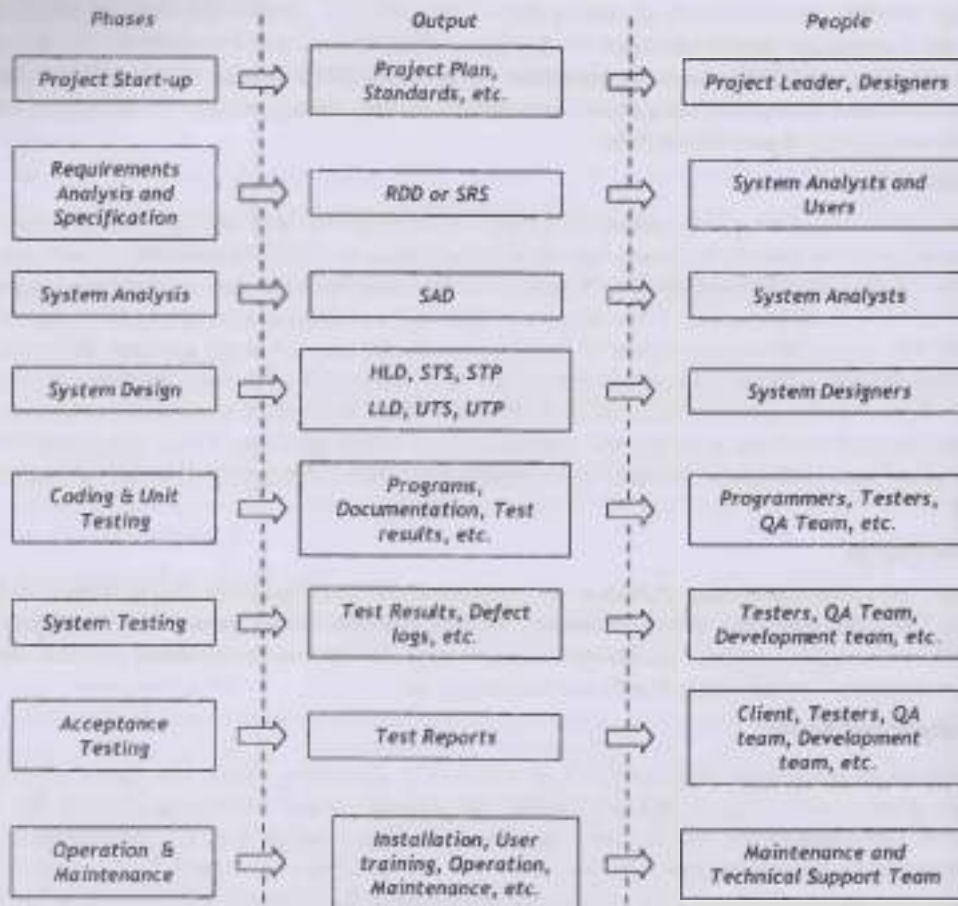 Phases Output People
Project Start-up
Project Plan,
Standards, etc.
Project Leader, Designers
Requirements
Analysis and
Specification
RDD or SRS
System Analysts and
Users
System Analysis
SAD
System Analysts
System Design
HLD, STS, STP
LLD, UTS, UTP
System Designers
Coding & Unit
Testing
Programs,
Documentation, Test
results, etc.
Programmers, Testers,
QA Team, etc.
System Testing
Test Results, Defect
logs, etc.
Testers, QA Team,
Development team, etc.
Acceptance
Testing
Test Reports
Client, Testers, QA
team, Development
team, etc.
Operation &
Maintenance
Installation, User
training, Operation,
Maintenance, etc.
Maintenance and
Technical Support Team